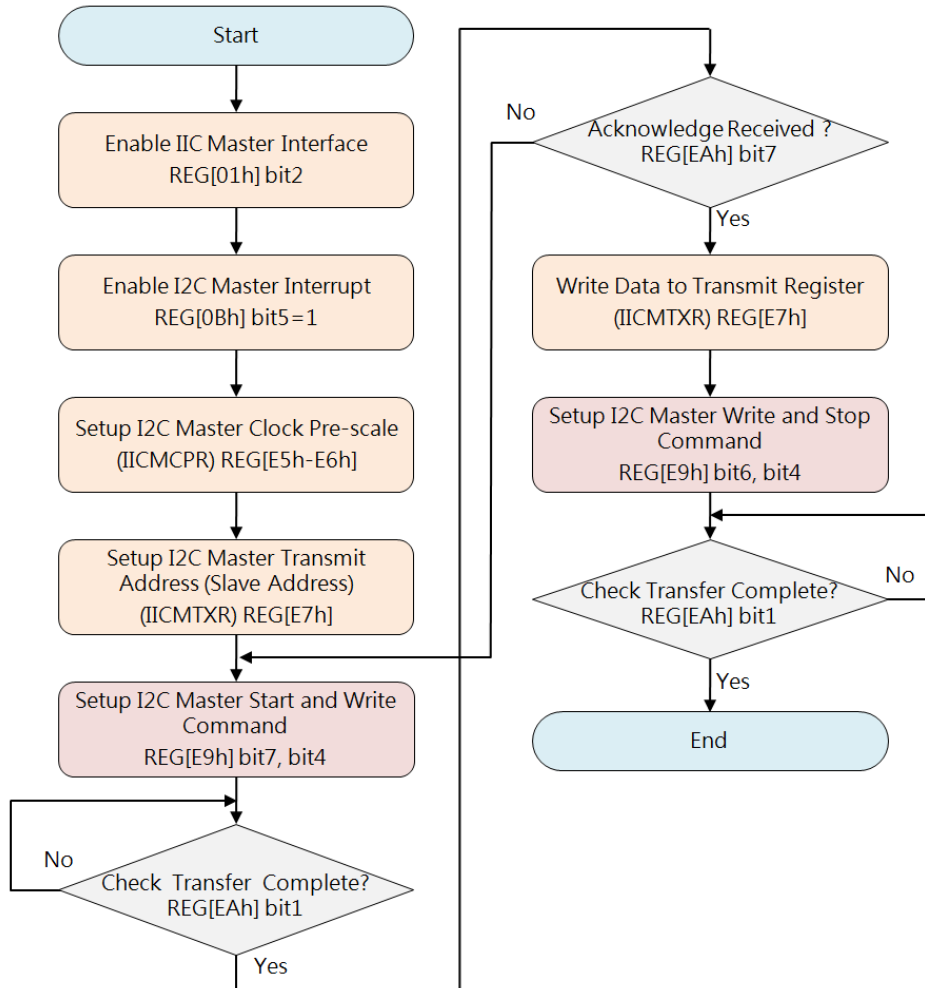 Start
Enable IIC Master Interface
REG[01h] bit2
Enable I2C Master Interrupt
REG[0Bh] bit5=1
Setup I2C Master Clock Pre-scale
(IICMCPR) REG[E5h-E6h]
Setup I2C Master Transmit
Address (Slave Address)
(IICMTXR) REG[E7h]
Setup I2C Master Start and Write
Command
REG[E9h] bit7, bit4
No
Check Transfer Complete?
REG[EAh] bit1
Yes
No
Acknowledge Received ?
REG[EAh] bit7
Yes
Write Data to Transmit Register
(IICMTXR) REG[E7h]
Setup I2C Master Write and Stop
Command
REG[E9h] bit6, bit4
Check Transfer Complete?
REG[EAh] bit1
No
Yes
End